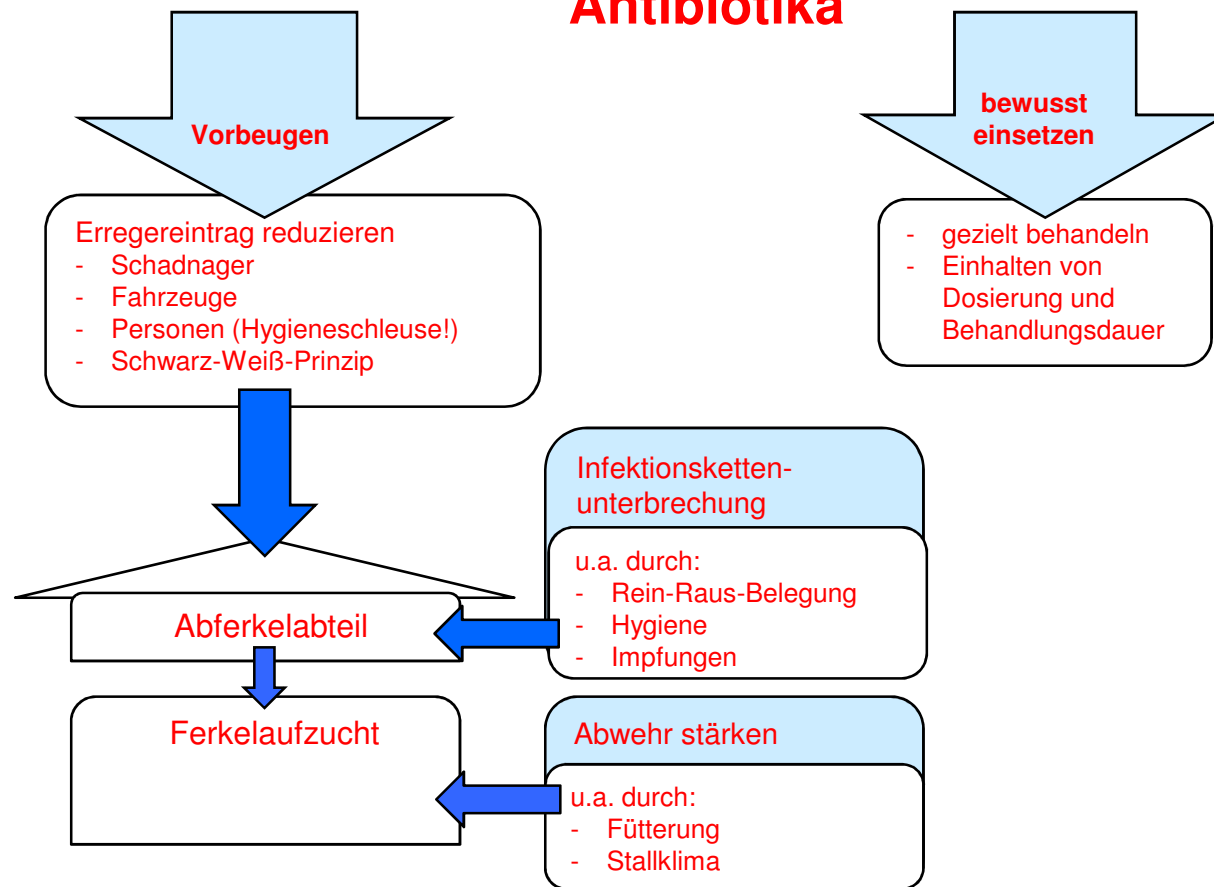 Antibiotika
Vorbeugen
bewusst
einsetzen
Erregereintrag reduzieren
- Schadnager
- Fahrzeuge
- Personen (Hygieneschleuse!)
- Schwarz-Weiß-Prinzip
- gezielt behandeln
- Einhalten von
Dosierung und
Behandlungsdauer
Infektionsketten-
unterbrechung
u.a. durch:
- Rein-Raus-Belegung
- Hygiene
- Impfungen
Abferkelabteil
Ferkelaufzucht
Abwehr stärken
u.a. durch:
- Fütterung
- Stallklima